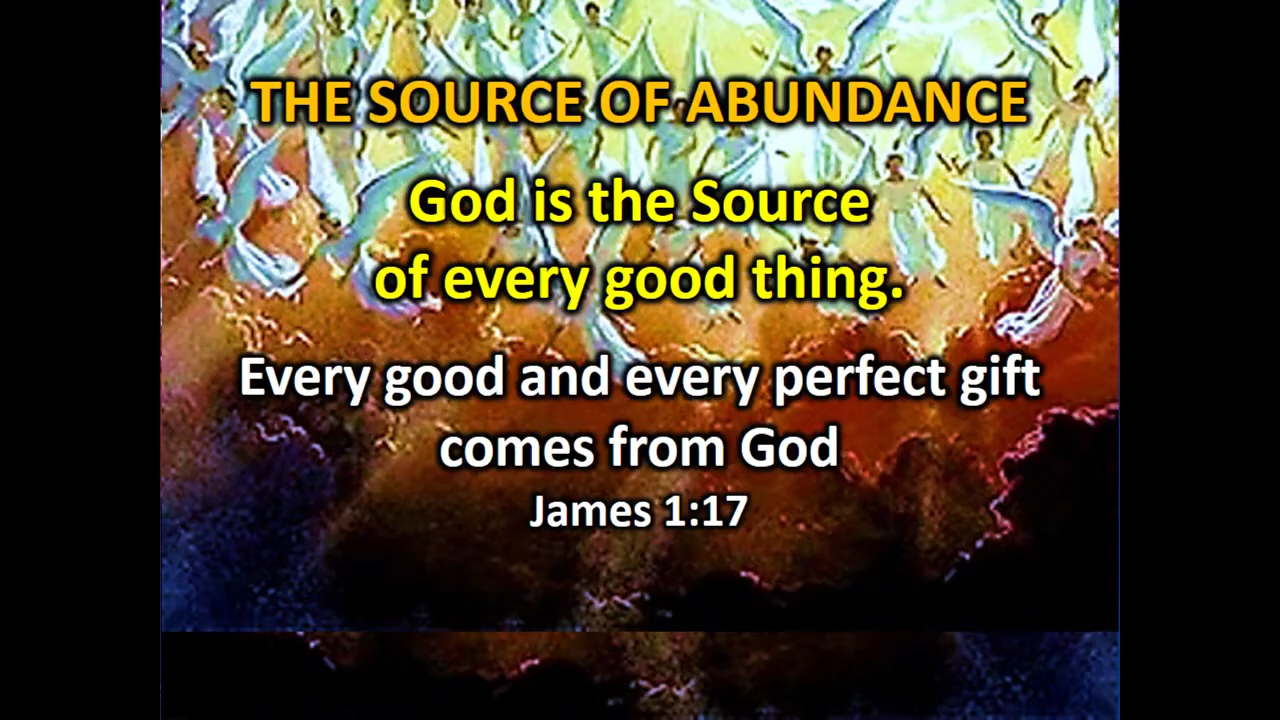 THE SOURCE OF ABUNDANCE
God is the Source
of every good thing.
Every good and every perfect gift
comes from God
James 1:17